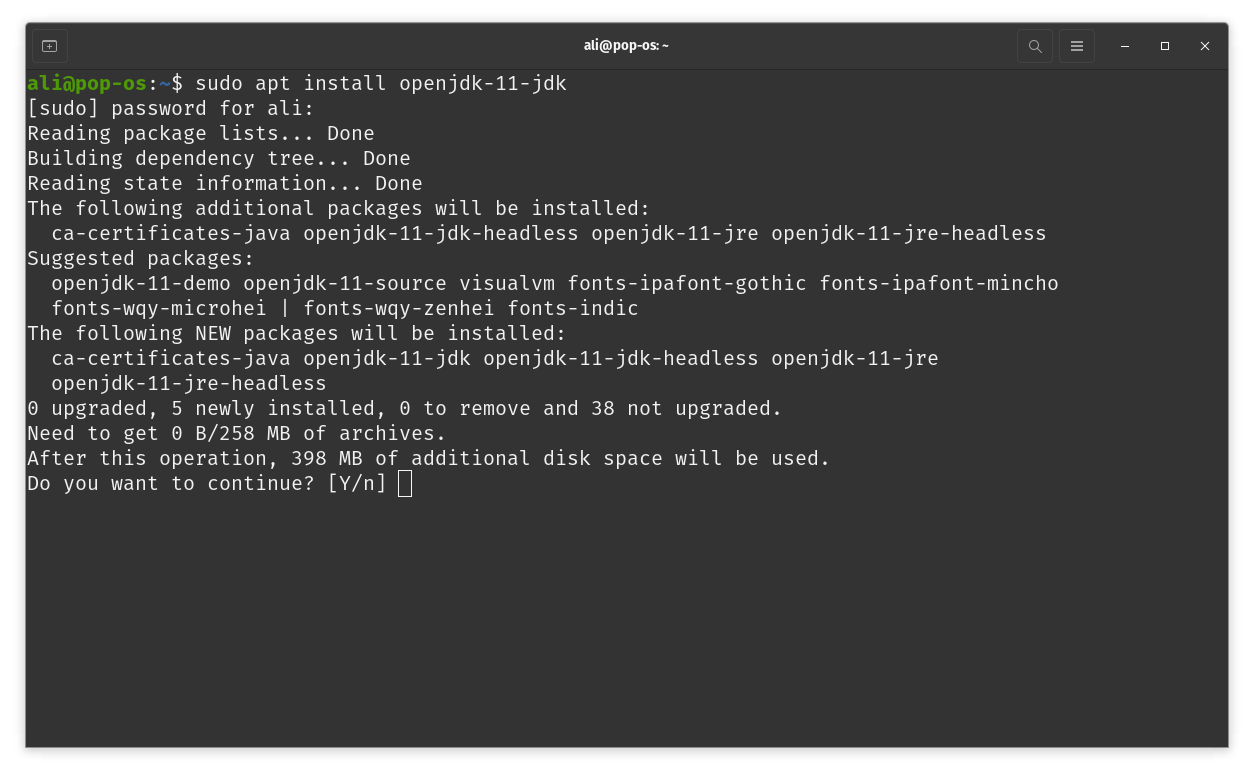 ali@pop-os: ~
ali@pop-os:~$ sudo apt install openjdk-11-jdk
[sudo] password for ali:
Reading package lists... Done
Building dependency tree... Done
Reading state information... Done
The following additional packages will be installed:
  ca-certificates-java openjdk-11-jdk-headless openjdk-11-jre openjdk-11-jre-headless
Suggested packages:
  openjdk-11-demo openjdk-11-source visualvm fonts-ipafont-gothic fonts-ipafont-mincho
  fonts-wqy-microhei | fonts-wqy-zenhei fonts-indic
The following NEW packages will be installed:
  ca-certificates-java openjdk-11-jdk openjdk-11-jdk-headless openjdk-11-jre
  openjdk-11-jre-headless
0 upgraded, 5 newly installed, 0 to remove and 38 not upgraded.
Need to get 0 B/258 MB of archives.
After this operation, 398 MB of additional disk space will be used.
Do you want to continue? [Y/n]